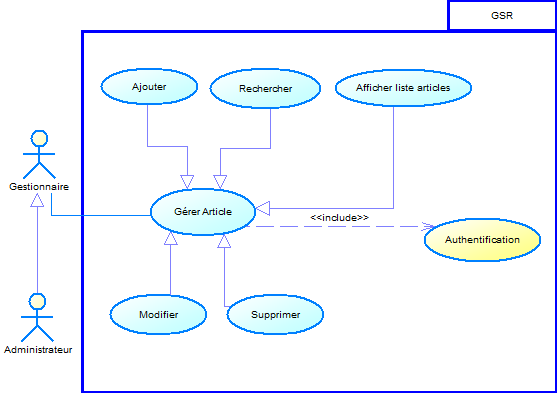 GSR
Ajouter
Rechercher
Afficher liste articles
Gestionnaire
Gérer Article
<<include>>
Authentification
Modifier
Supprimer
Administrateur